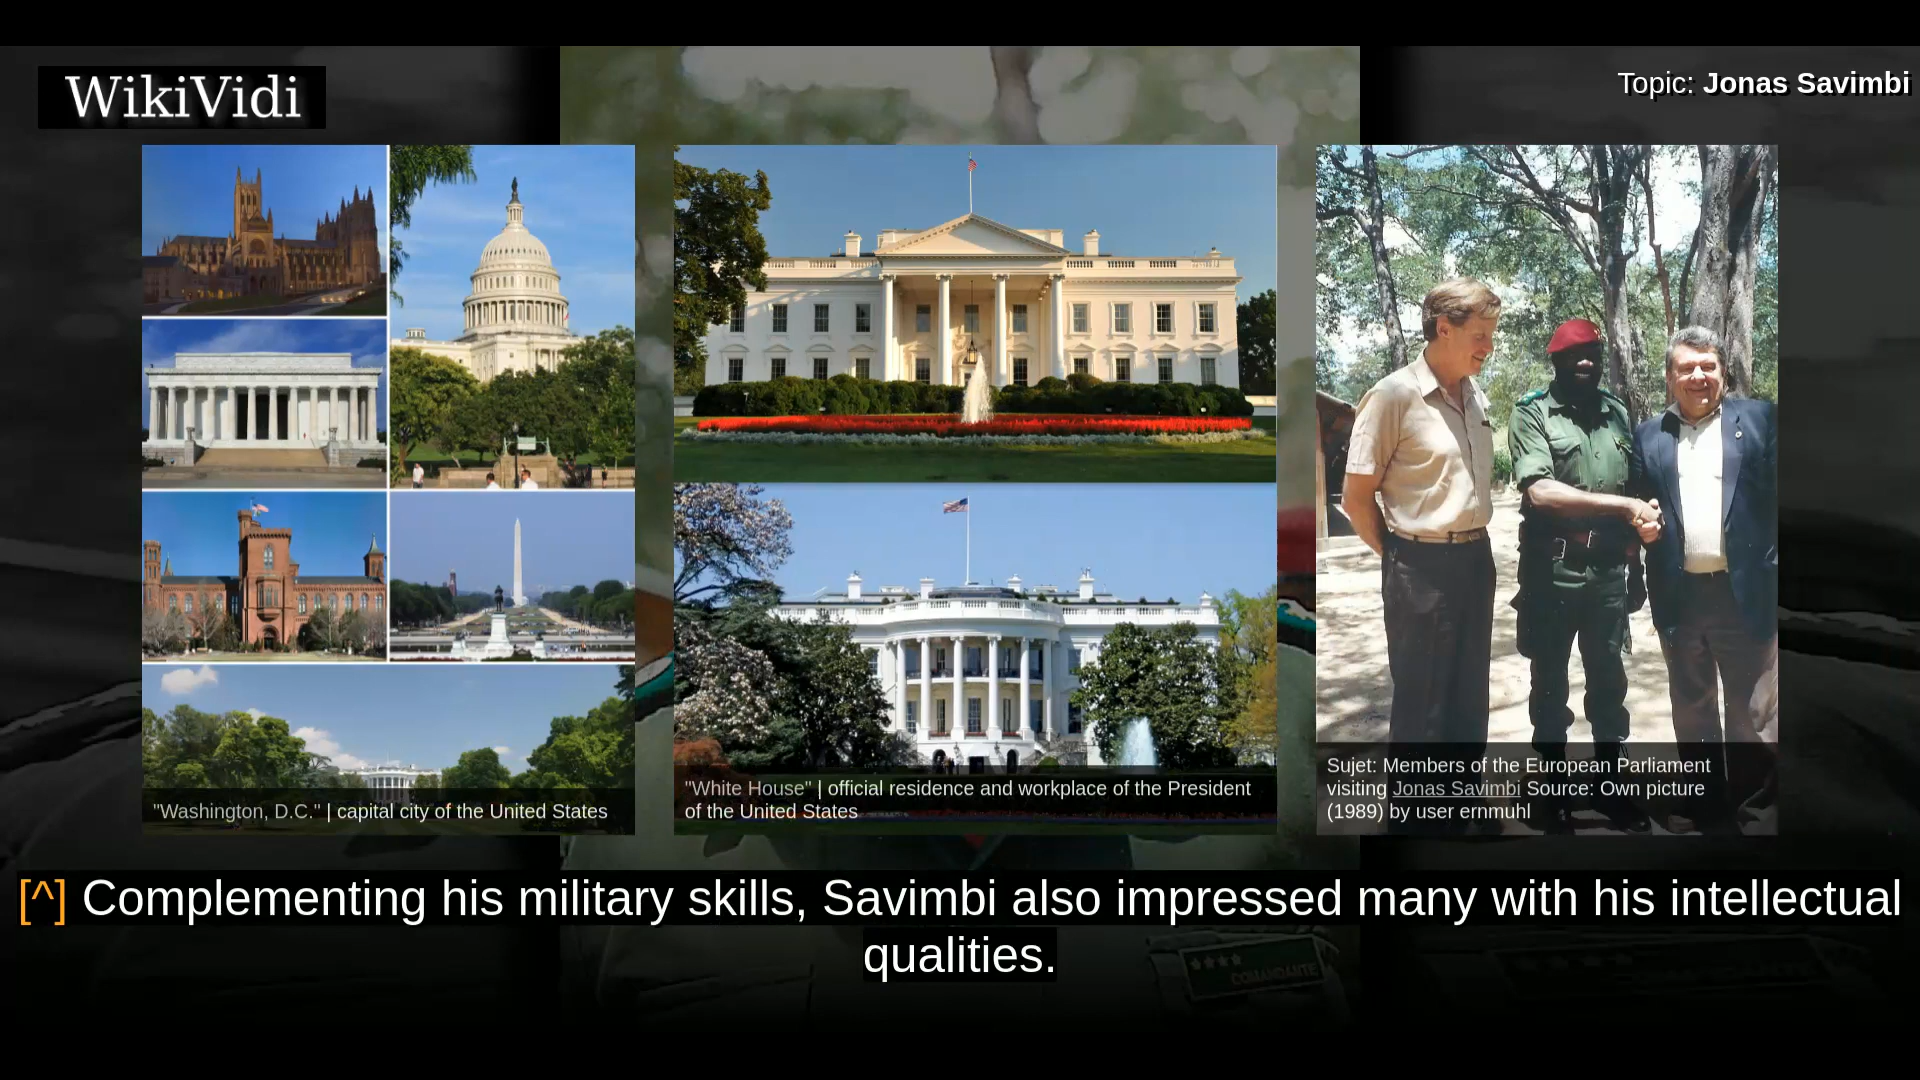 WikiVidi
Topic: Jonas Savimbi
"Washington, D.C." | capital city of the United States
"White House" | official residence and workplace of the President
of the United States
Sujet: Members of the European Parliament
visiting Jonas Savimbi Source: Own picture
(1989) by user ernmuhl
[^] Complementing his military skills, Savimbi also impressed many with his intellectual
qualities.
COMANDANTE